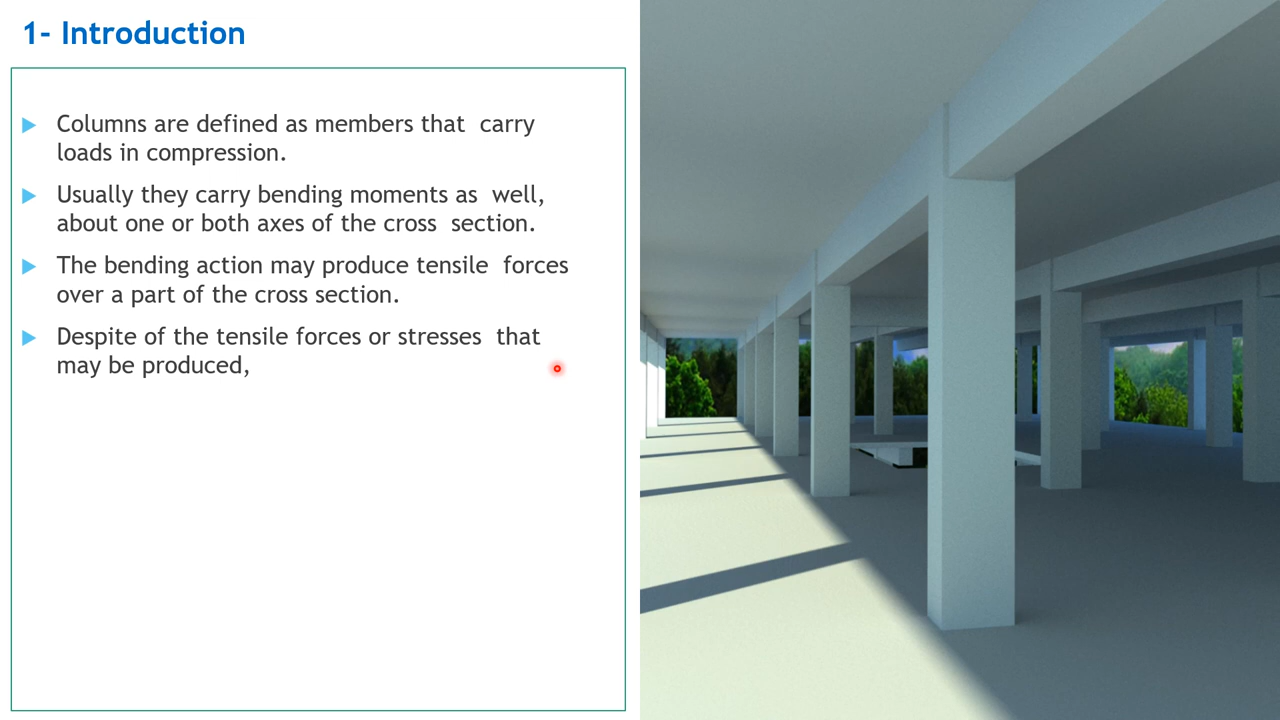 1- Introduction
Columns are defined as members that carry
loads in compression.
Usually they carry bending moments as well,
about one or both axes of the cross section.
The bending action may produce tensile forces
over a part of the cross section.
Despite of the tensile forces or stresses that
may be produced,